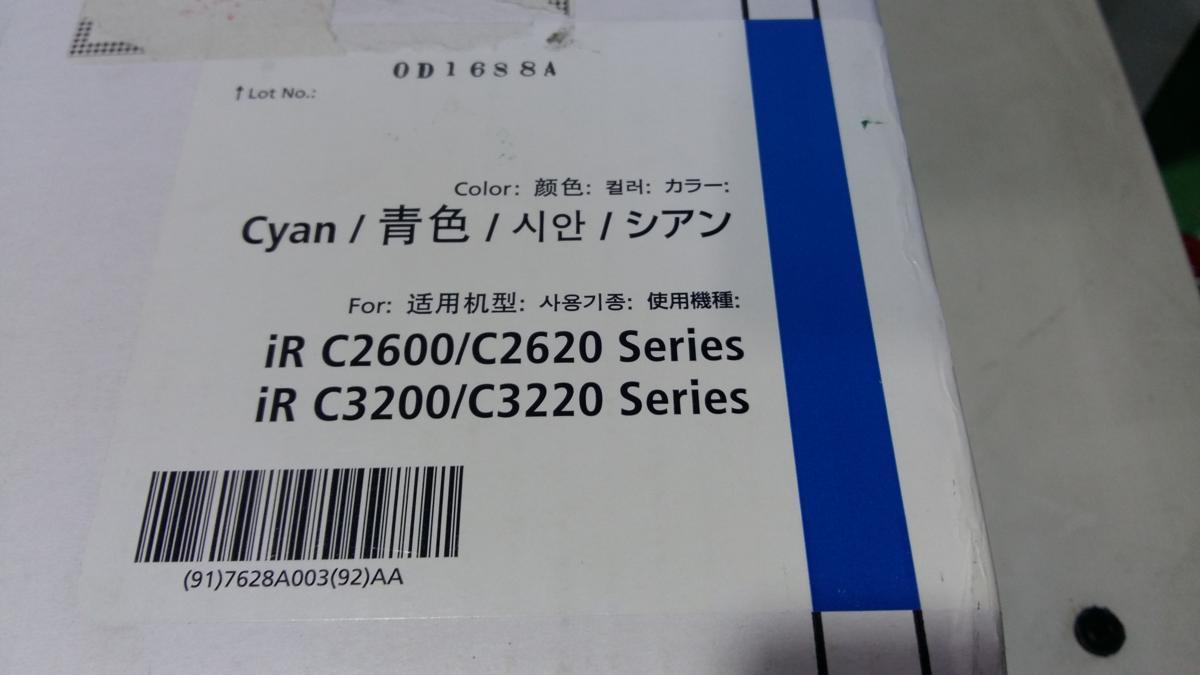 0D1688A
↑Lot No.:
Color: 颜色: 컬러: カラー:
Cyan / 青色 / 시안 / シアン
For: 适用机型: 사용기종: 使用機種:
iR C2600/C2620 Series
iR C3200/C3220 Series
(91)7628A003(92)AA